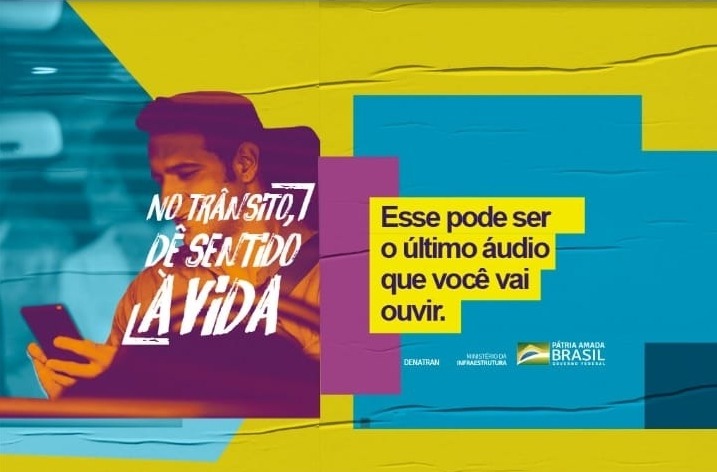 NO TRÂNSITO,
DÊ SENTIDO
À VIDA
Esse pode ser
o último áudio
que você vai
ouvir.
DENATRAN
MINISTÉRIO DA
INFRAESTRUTURA
PÁTRIA AMADA
BRASIL
GOVERNO FEDERAL